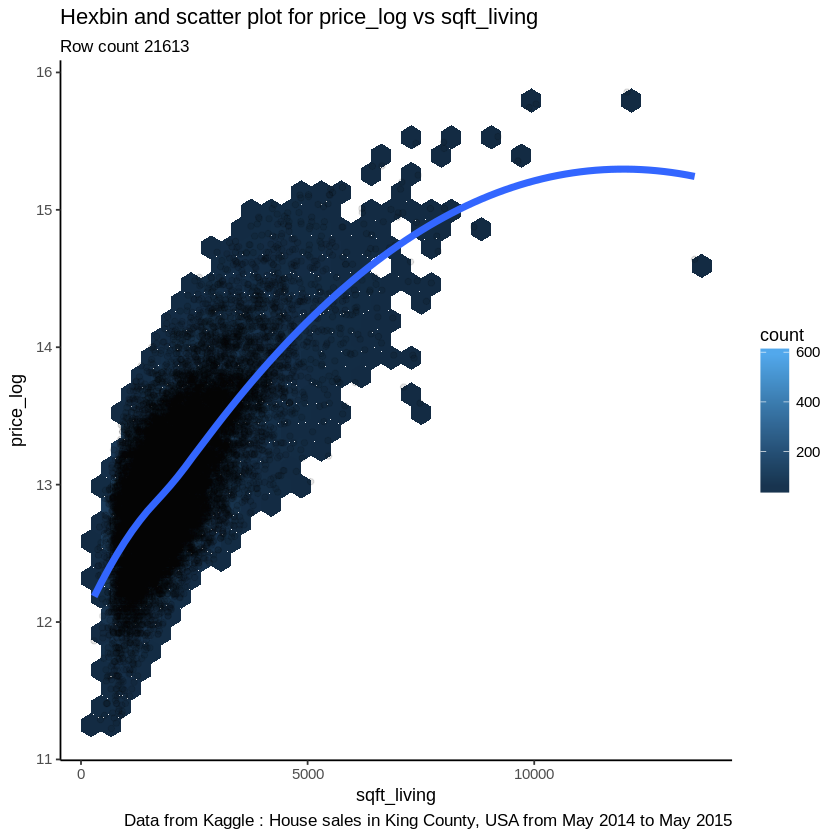 Hexbin and scatter plot for price_log vs sqft_living
Row count 21613
16
15
14
13
12
11
price_log
0
5000
10000
sqft_living
count
600
400
200
Data from Kaggle : House sales in King County, USA from May 2014 to May 2015